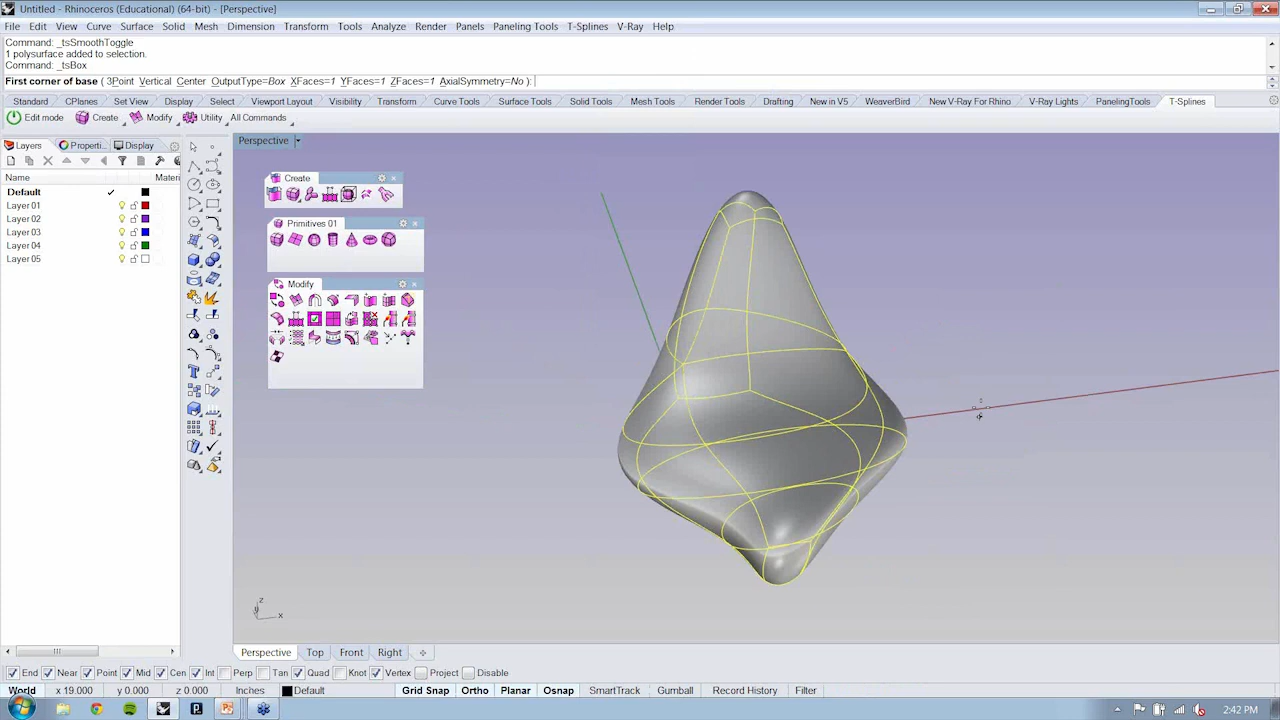 Untitled - Rhinoceros (Educational) (64-bit) - [Perspective]
File Edit View Curve Surface Solid Mesh Dimension Transform Tools Analyze Render Panels Paneling Tools T-Splines V-Ray Help
Command: _tsSmoothToggle
1 polysurface added to selection.
Command: _tsBox
First corner of base ( 3Point Vertical Center OutputType=Box XFaces=1 YFaces=1 ZFaces=1 AxialSymmetry=No ):
Standard CPlanes Set View Display Select Viewport Layout Visibility Transform Curve Tools Surface Tools Solid Tools Mesh Tools Render Tools Drafting New in V5 WeaverBird New V-Ray For Rhino V-Ray Lights PanelingTools T-Splines
Edit mode Create Modify Utility All Commands
Layers Properti... Display
Perspective
Name Materi
Default
Layer 01
Layer 02
Layer 03
Layer 04
Layer 05
Create
Primitives 01
Modify
z
y
x
Perspective Top Front Right
End Near Point Mid Cen Int Perp Tan Quad Knot Vertex Project Disable
World x 19.000 y 0.000 z 0.000 Inches Default Grid Snap Ortho Planar Osnap SmartTrack Gumball Record History Filter
2:42 PM